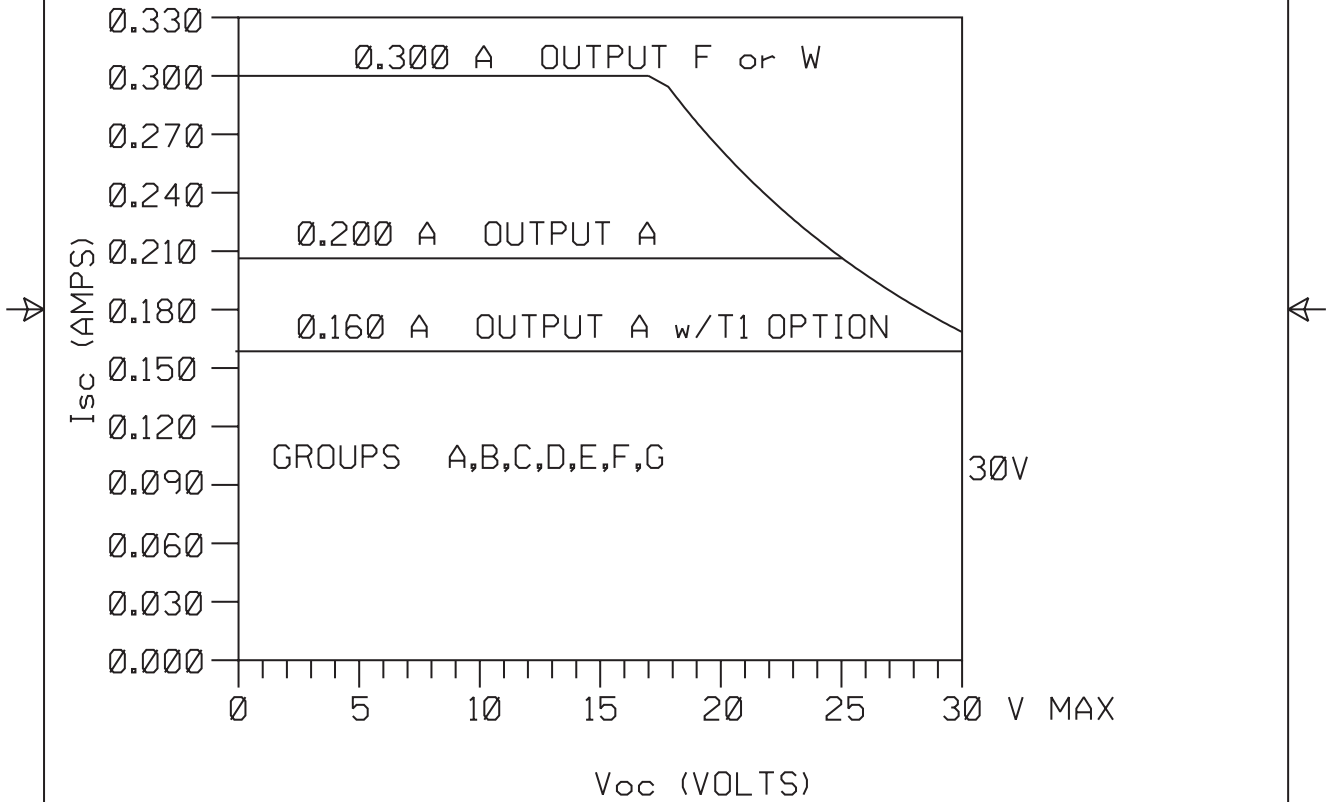 0.330
0.300 A OUTPUT F or W
0.300
0.270
0.240
0.200 A OUTPUT A
0.210
0.180
0.160 A OUTPUT A w/T1 OPTION
0.150
0.120
GROUPS A,B,C,D,E,F,G
0.090
30V
0.060
0.030
0.000
Isc (AMPS)
0 5 10 15 20 25 30 V MAX
Voc (VOLTS)